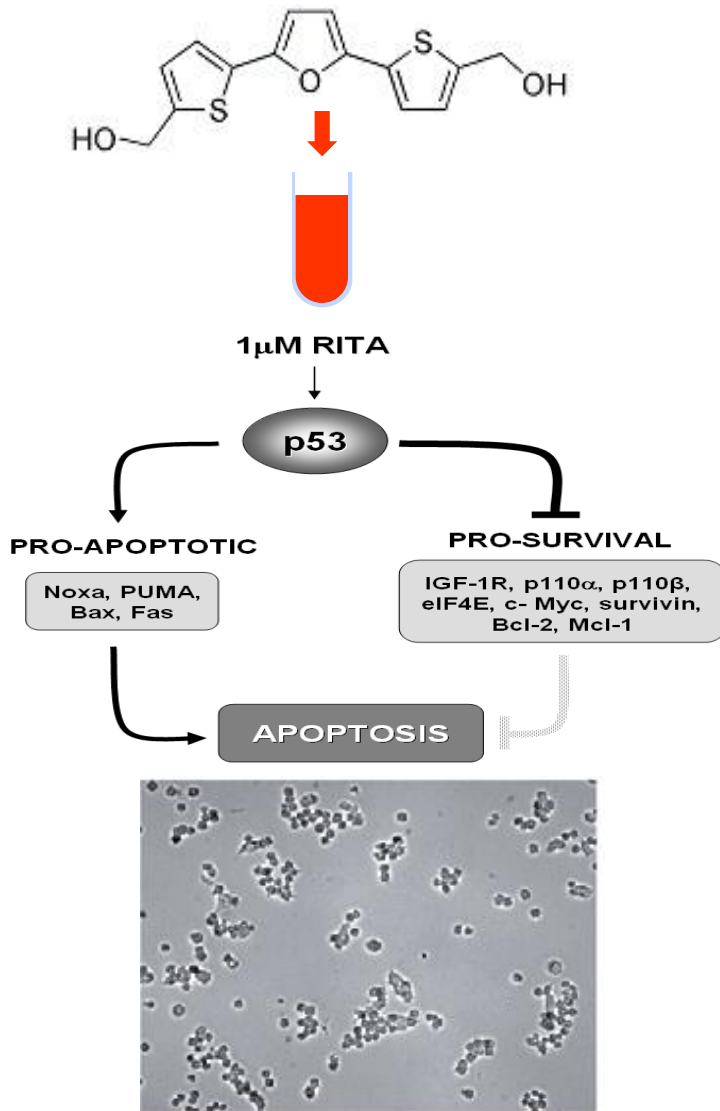 S
OH
O
S
HO
1μM RITA
p53
PRO-APOPTOTIC
Noxa, PUMA,
Bax, Fas
PRO-SURVIVAL
IGF-1R, p110α, p110β,
eIF4E, c- Myc, survivin,
Bcl-2, Mcl-1
APOPTOSIS